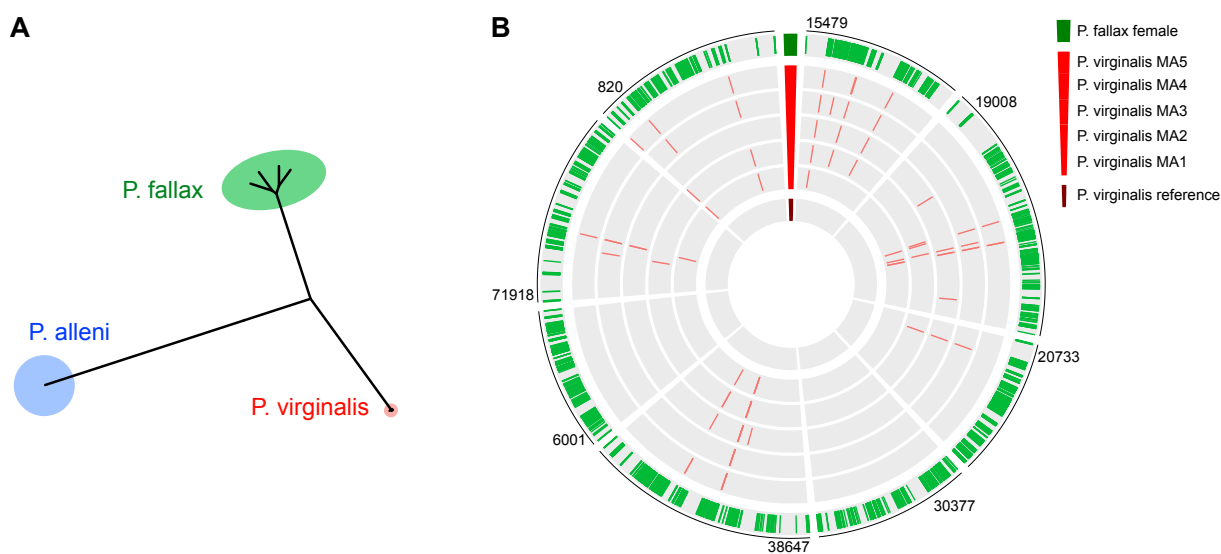 A
P. fallax
P. alleni
P. virginalis
B
15479
19008
20733
30377
38647
6001
71918
820
P. fallax female
P. virginalis MA5
P. virginalis MA4
P. virginalis MA3
P. virginalis MA2
P. virginalis MA1
P. virginalis reference